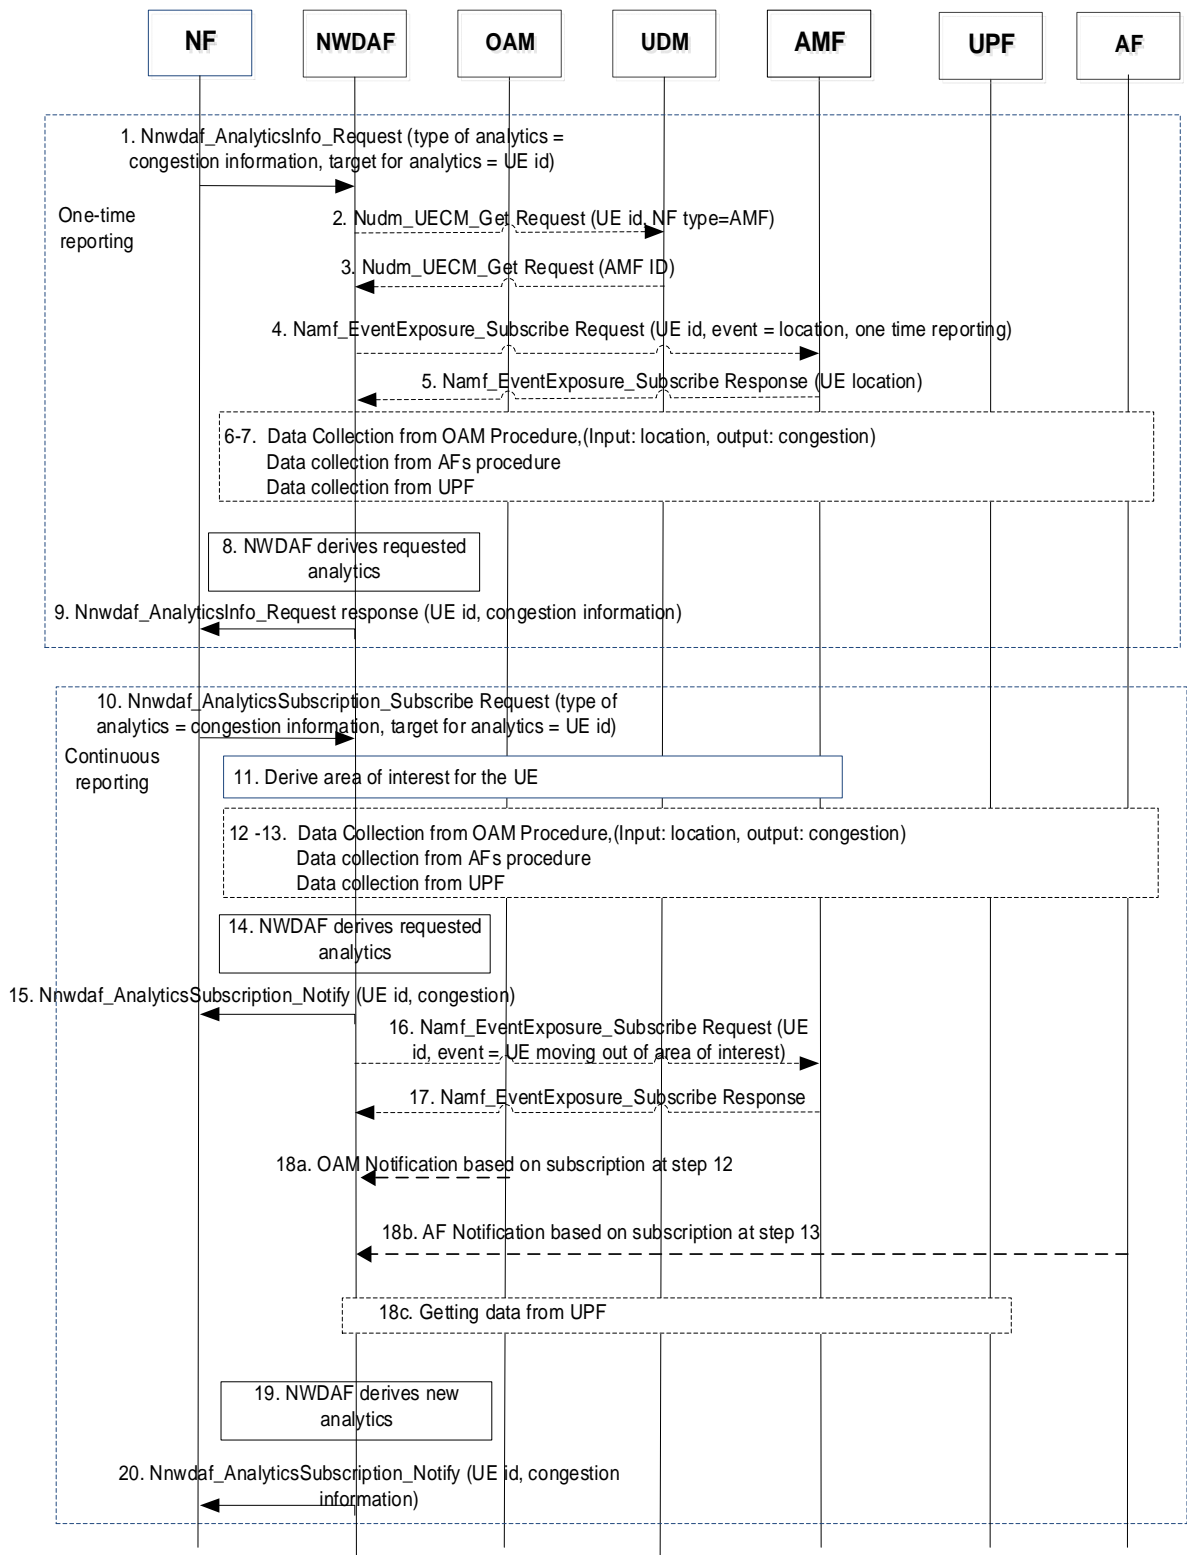 NF
NWDAF
OAM
UDM
AMF
UPF
AF
1. Nnwdaf_AnalyticsInfo_Request (type of analytics =
congestion information, target for analytics = UE id)
One-time
reporting
2. Nudm_UECM_Get Request (UE id, NF type=AMF)
3. Nudm_UECM_Get Request (AMF ID)
4. Namf_EventExposure_Subscribe Request (UE id, event = location, one time reporting)
5. Namf_EventExposure_Subscribe Response (UE location)
6-7. Data Collection from OAM Procedure,(Input: location, output: congestion)
Data collection from AFs procedure
Data collection from UPF
8. NWDAF derives requested
analytics
9. Nnwdaf_AnalyticsInfo_Request response (UE id, congestion information)
10. Nnwdaf_AnalyticsSubscription_Subscribe Request (type of
analytics = congestion information, target for analytics = UE id)
Continuous
reporting
11. Derive area of interest for the UE
12 -13. Data Collection from OAM Procedure,(Input: location, output: congestion)
Data collection from AFs procedure
Data collection from UPF
14. NWDAF derives requested
analytics
15. Nnwdaf_AnalyticsSubscription_Notify (UE id, congestion)
16. Namf_EventExposure_Subscribe Request (UE
id, event = UE moving out of area of interest)
17. Namf_EventExposure_Subscribe Response
18a. OAM Notification based on subscription at step 12
18b. AF Notification based on subscription at step 13
18c. Getting data from UPF
19. NWDAF derives new
analytics
20. Nnwdaf_AnalyticsSubscription_Notify (UE id, congestion
information)